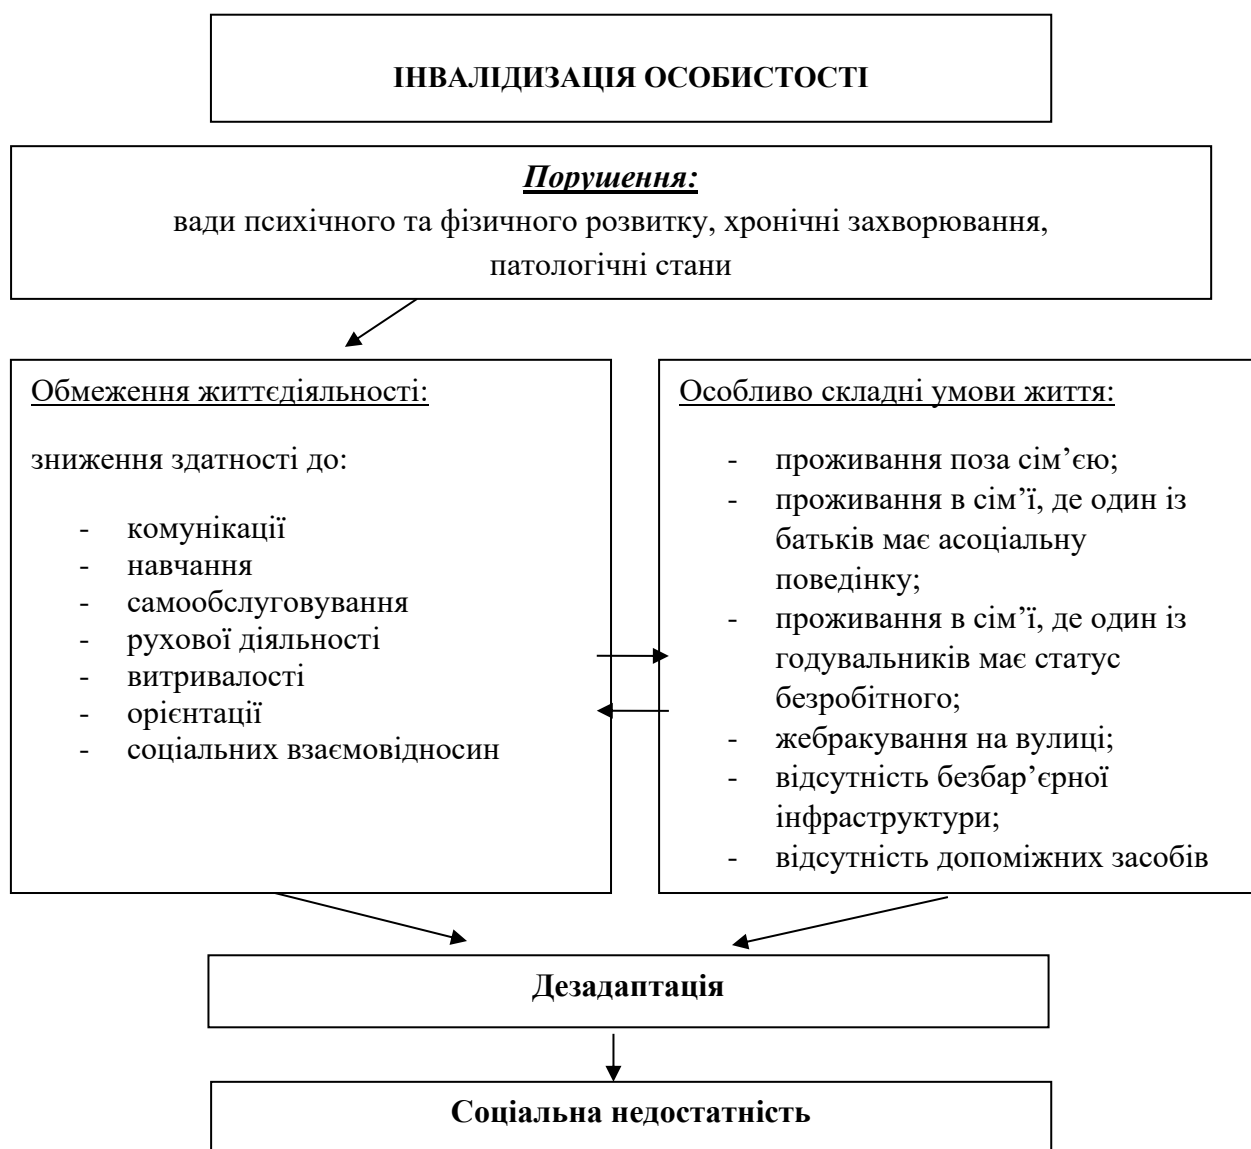 ІНВАЛІДИЗАЦІЯ ОСОБИСТОСТІ
Порушення:
вади психічного та фізичного розвитку, хронічні захворювання,
патологічні стани
Обмеження життєдіяльності:
зниження здатності до:
- комунікації
- навчання
- самообслуговування
- рухової діяльності
- витривалості
- орієнтації
- соціальних взаємовідносин
Особливо складні умови життя:
- проживання поза сім’єю;
- проживання в сім’ї, де один із
батьків має асоціальну
поведінку;
- проживання в сім’ї, де один із
годувальників має статус
безробітного;
- жебракування на вулиці;
- відсутність безбар’єрної
інфраструктури;
- відсутність допоміжних засобів
Дезадаптація
Соціальна недостатність